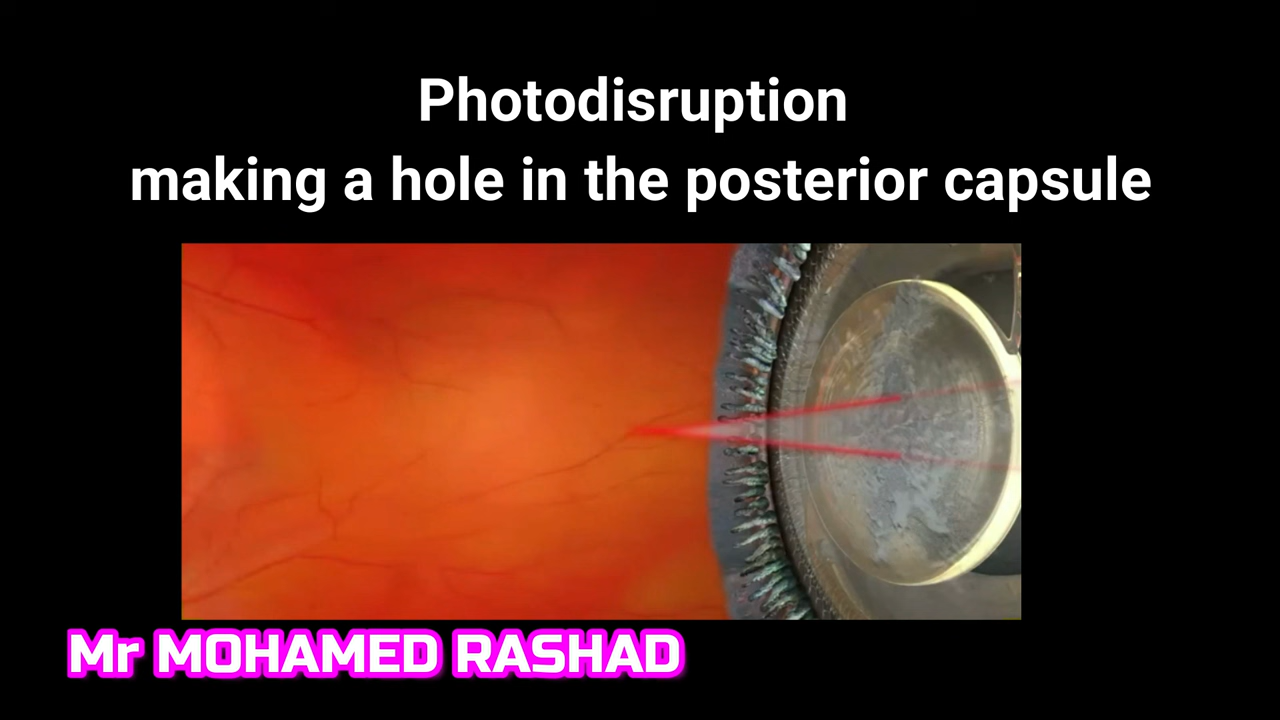 Photodisruption
making a hole in the posterior capsule
Mr MOHAMED RASHAD